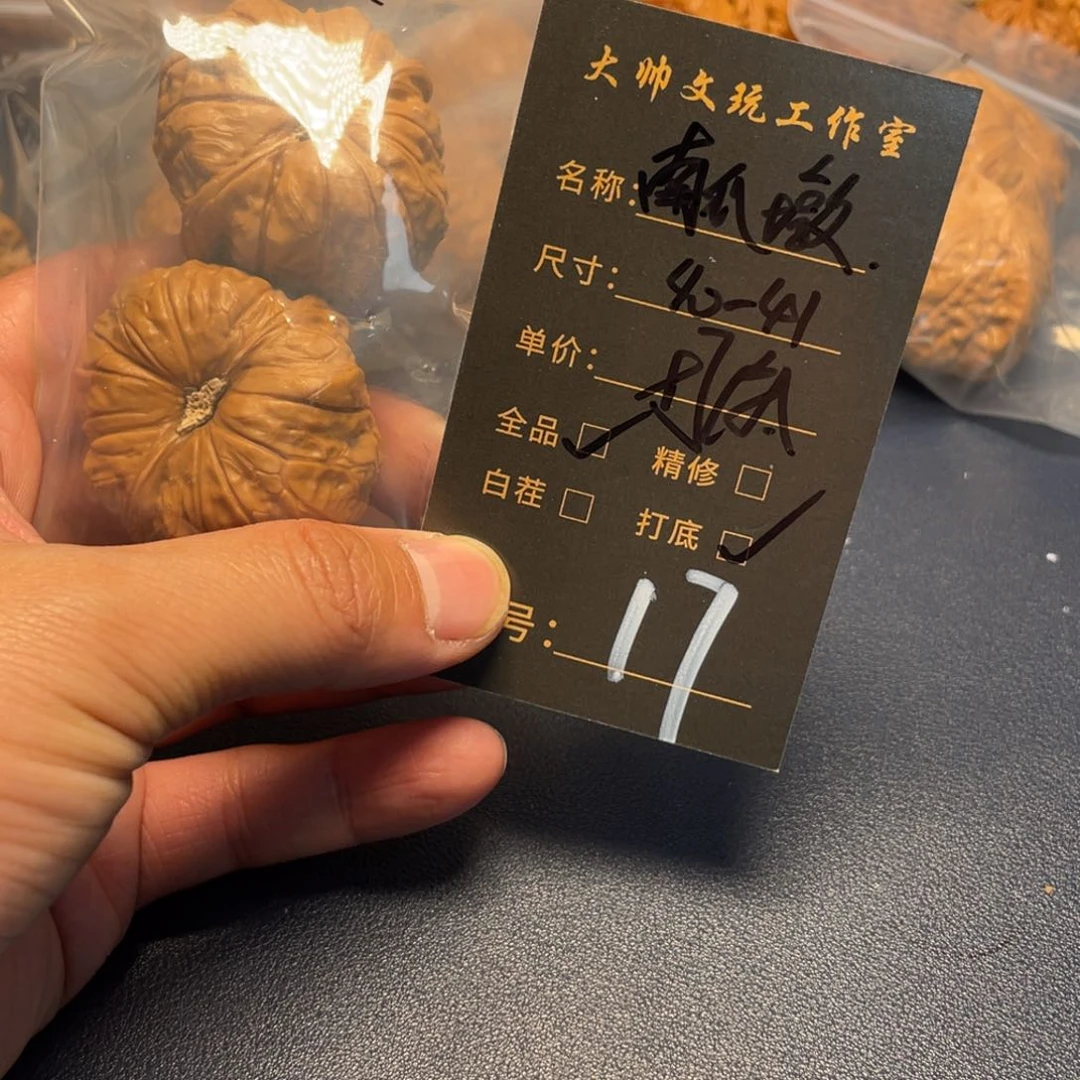 大帅文玩工作室
名称：南瓜墩.
尺寸：40-41
单价：
全品 精修
白茬 打底
号：17